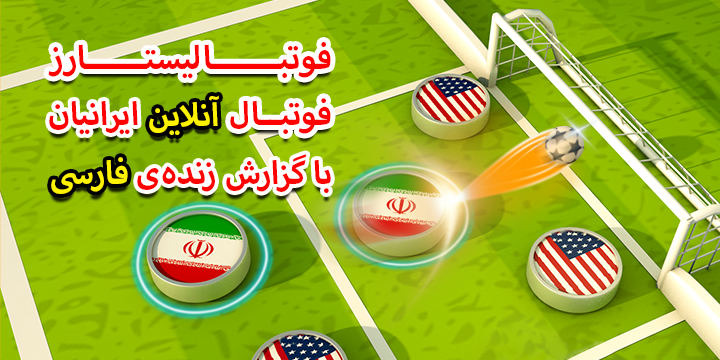 فوتبالیستارز
فوتبال آنلاین ایرانیان
با گزارش زنده‌ی فارسی